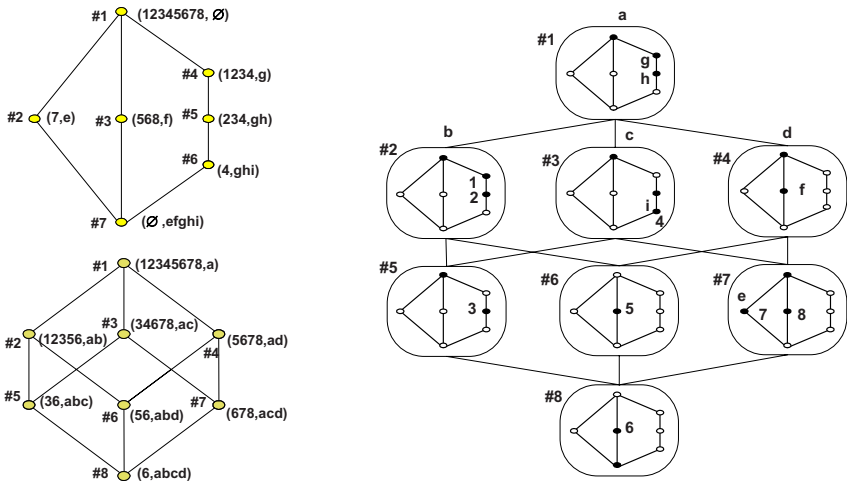 #1 (12345678, Ø)
#4 (1234,g)
#2 (7,e)
#3 (568,f)
#5 (234,gh)
#6 (4,ghi)
#7 (Ø ,efghi)
#1 (12345678,a)
#2 (12356,ab)
#3 (34678,ac)
#4 (5678,ad)
#5 (36,abc)
#6 (56,abd)
#7 (678,acd)
#8 (6,abcd)
a
#1
g
h
b c d
#2 #3 #4
1
2
i
4
f
#5 #6 #7
e
3
5
7 8
#8
6